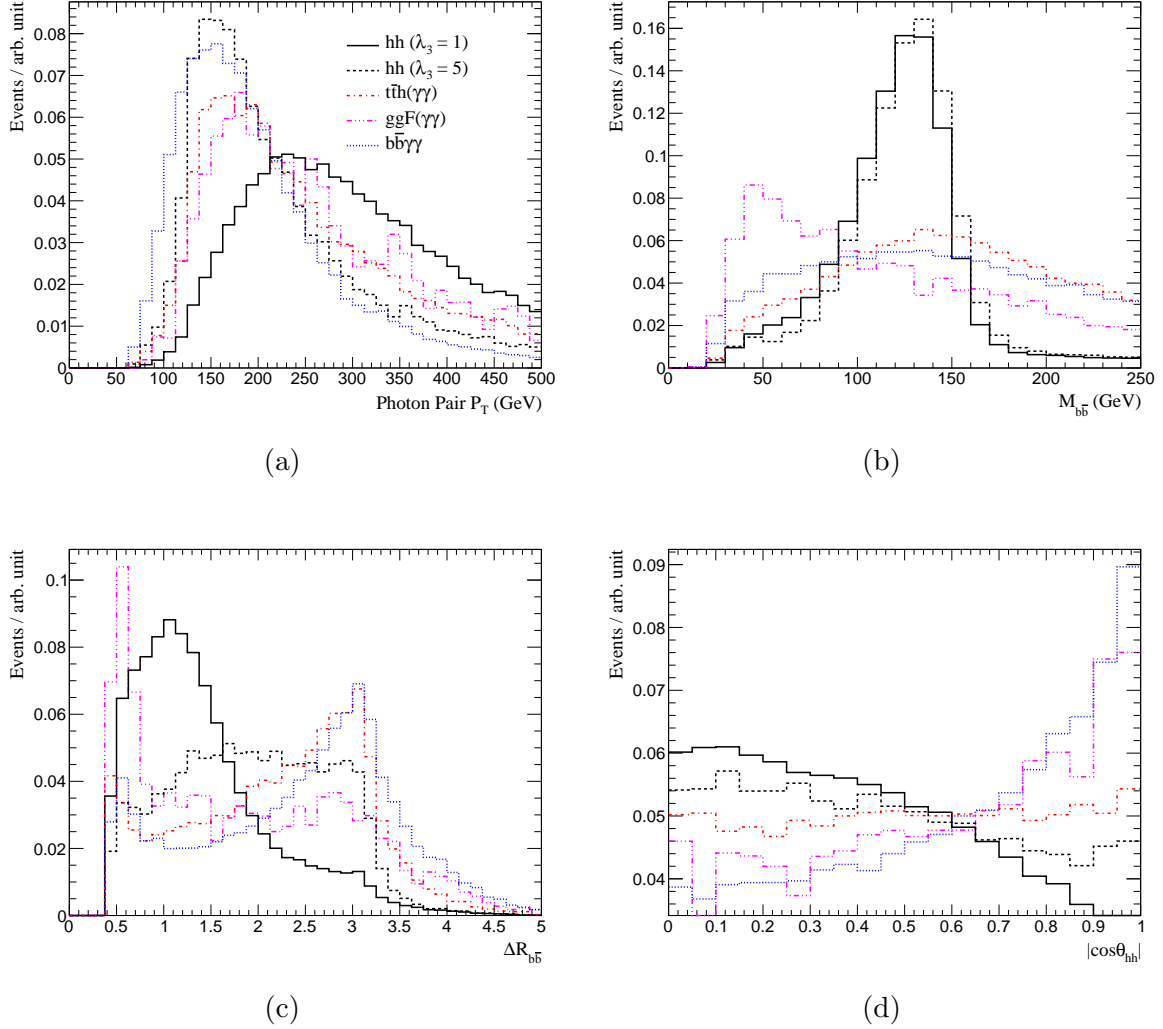 Events / arb. unit
0.08
0.07
0.06
0.05
0.04
0.03
0.02
0.01
0
0 50 100 150 200 250 300 350 400 450 500
Photon Pair P_T (GeV)
hh (λ₃ = 1)
hh (λ₃ = 5)
tt̄h(γγ)
ggF(γγ)
bb̄γγ
(a)
Events / arb. unit
0.16
0.14
0.12
0.1
0.08
0.06
0.04
0.02
0
0 50 100 150 200 250
M_bb̄ (GeV)
(b)
Events / arb. unit
0.1
0.08
0.06
0.04
0.02
0
0 0.5 1 1.5 2 2.5 3 3.5 4 4.5 5
ΔR_bb̄
(c)
Events / arb. unit
0.09
0.08
0.07
0.06
0.05
0.04
0 0.1 0.2 0.3 0.4 0.5 0.6 0.7 0.8 0.9 1
|cosθ_hh|
(d)